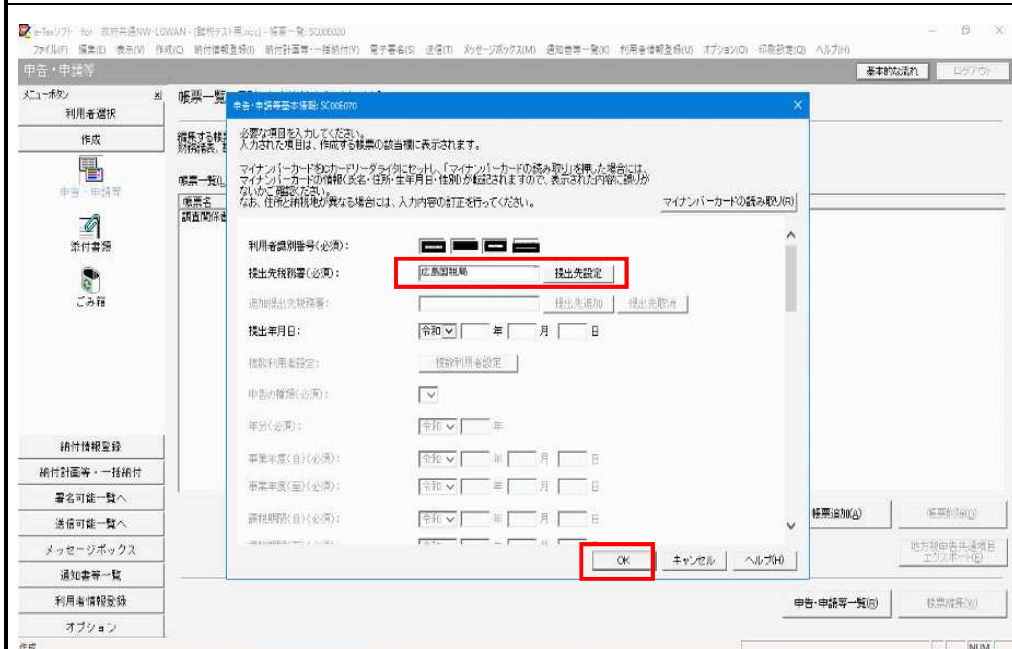 e-Taxソフト for 政府共通NW-LGWAN - [酷税テスト用.ncc] - [帳票一覧: SC00E020
ファイル(F) 編集(E) 表示(V) 作成(C) 納付情報登録(I) 納付計画等・一括納付(Y) 電子署名(S) 送信(T) メッセージボックス(M) 通知書等一覧(K) 利用者情報登録(U) オプション(O) 印刷設定(Q) ヘルプ(H)
申告・申請等
基本的な流れ
ログアウト
メニューボタン
利用者選択
作成
申告・申請等
添付書類
ごみ箱
納付情報登録
納付計画等・一括納付
署名可能一覧へ
送信可能一覧へ
メッセージボックス
通知書等一覧
利用者情報登録
オプション
作成
帳票一覧
編集する帳票
財務諸表、
帳票一覧(L
帳票名
調査関係書
申告・申請等基本情報: SC00E070
必要な項目を入力してください。
入力された項目は、作成する帳票の該当欄に表示されます。
マイナンバーカードをICカードリーダライタにセットし、「マイナンバーカードの読み取り」を押した場合には、
マイナンバーカードの情報(氏名・住所・生年月日・性別)が転記されますので、表示された内容に誤りが
ないかご確認ください。
なお、住所と納税地が異なる場合には、入力内容の訂正を行ってください。
マイナンバーカードの読み取り(R)
利用者識別番号(必須):
提出先税務署(必須): 広島国税局 提出先設定
追加提出先税務署: 提出先追加 提出先取消
提出年月日: 令和 年 月 日
複数利用者設定: 複数利用者設定
申告の種類(必須):
年分(必須): 令和 年
事業年度(自)(必須): 令和 年 月 日
事業年度(至)(必須): 令和 年 月 日
課税期間(自)(必須): 令和 年 月 日
OK キャンセル ヘルプ(H)
帳票追加(A)
帳票削除(D)
地方税申告共通項目
エクスポート(E)
申告・申請等一覧(R)
帳票編集(W)
NUM